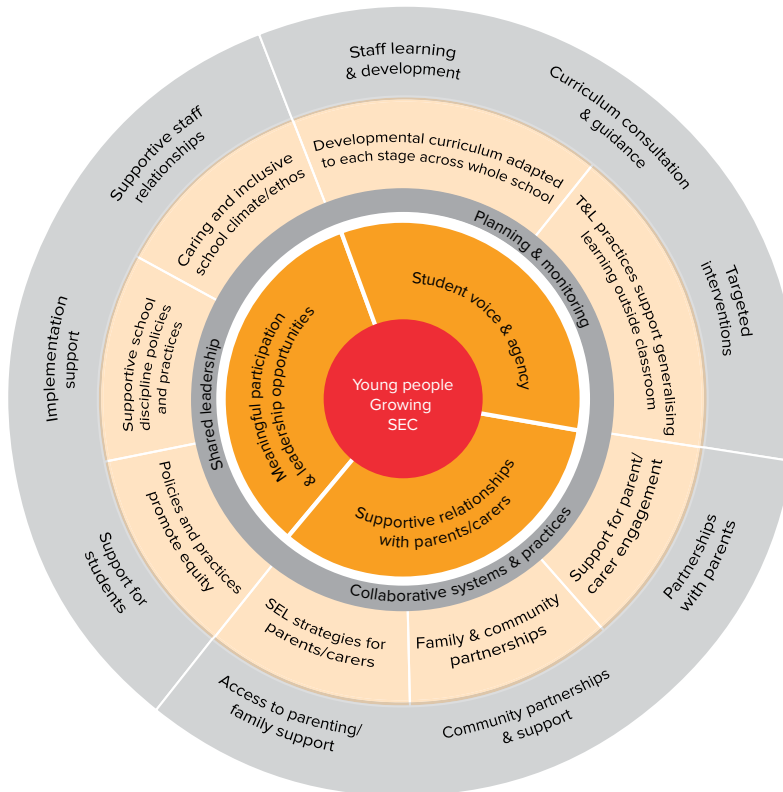 Staff learning
& development
Curriculum consultation
& guidance
Targeted
interventions
Partnerships
with parents
Community partnerships
& support
Access to parenting/
family support
Support for
students
Implementation
support
Supportive staff
relationships
Developmental curriculum adapted
to each stage across whole school
T&L practices support generalising
learning outside classroom
Support for parent/
carer engagement
Family & community
partnerships
SEL strategies for
parents/carers
Policies and practices
promote equity
Supportive school
discipline policies
and practices
Caring and inclusive
school climate/ethos
Planning & monitoring
Collaborative systems & practices
Shared leadership
Student voice & agency
Supportive relationships
with parents/carers
Meaningful participation
& leadership opportunities
Young people
Growing
SEC